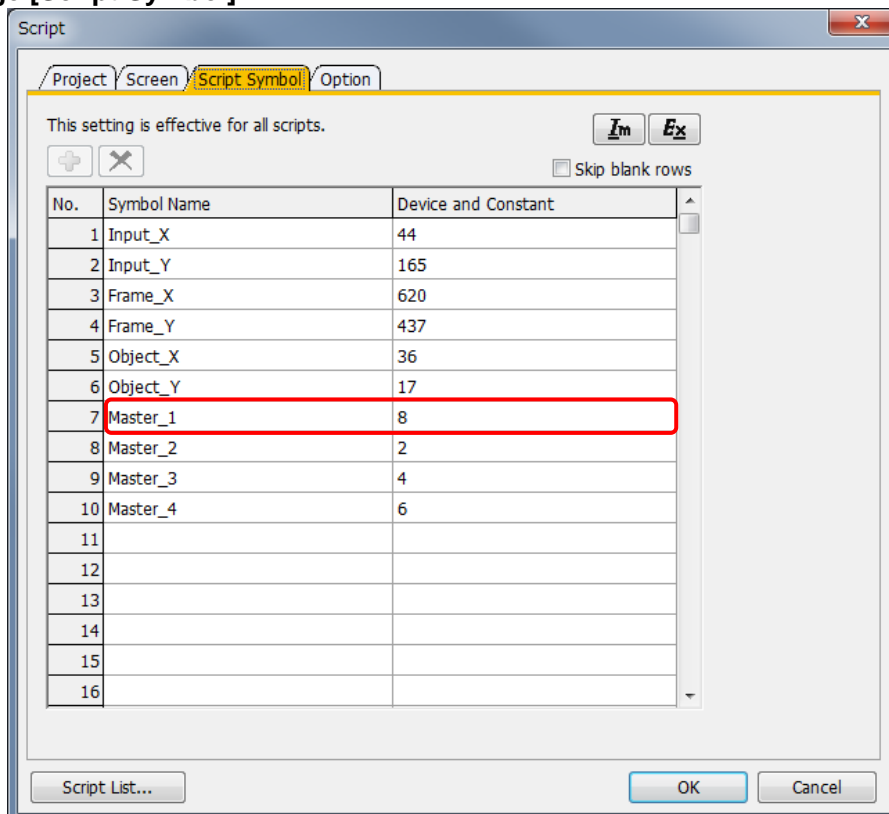 Script
Project Screen Script Symbol Option
This setting is effective for all scripts.
Im Ex
Skip blank rows
No. Symbol Name Device and Constant
1 Input_X 44
2 Input_Y 165
3 Frame_X 620
4 Frame_Y 437
5 Object_X 36
6 Object_Y 17
7 Master_1 8
8 Master_2 2
9 Master_3 4
10 Master_4 6
11
12
13
14
15
16
Script List... OK Cancel